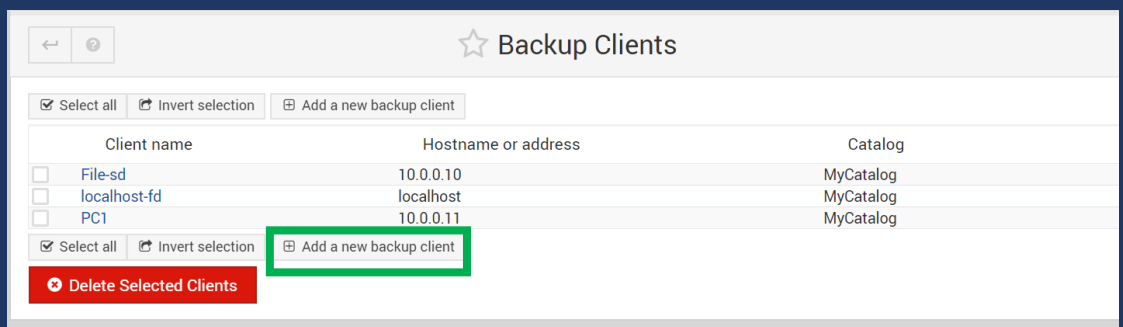 Backup Clients
Select all Invert selection Add a new backup client
Client name Hostname or address Catalog
File-sd 10.0.0.10 MyCatalog
localhost-fd localhost MyCatalog
PC1 10.0.0.11 MyCatalog
Select all Invert selection Add a new backup client
Delete Selected Clients